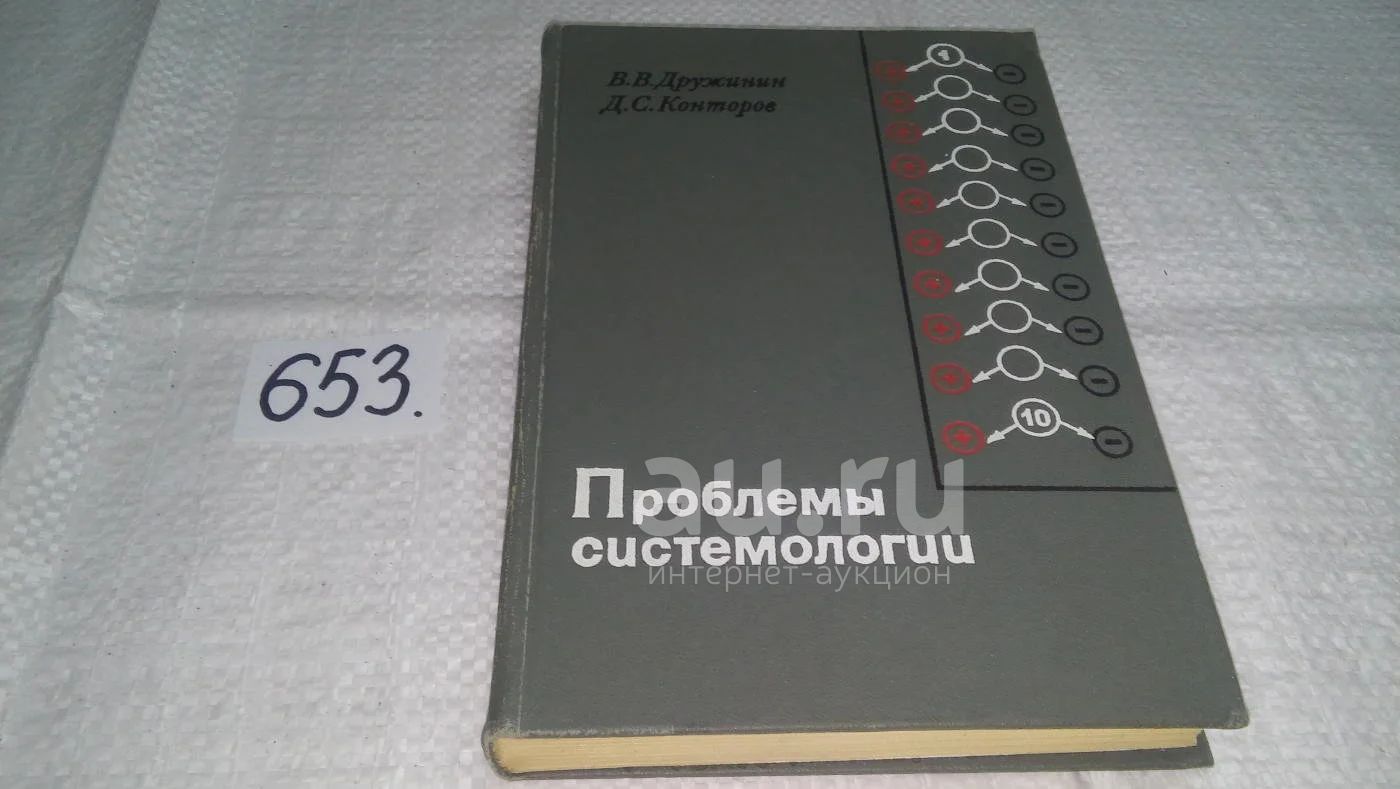 В.В.Дружинин
Д.С.Конторов
1
10
653.
Проблемы
системологии
au.ru
интернет-аукцион